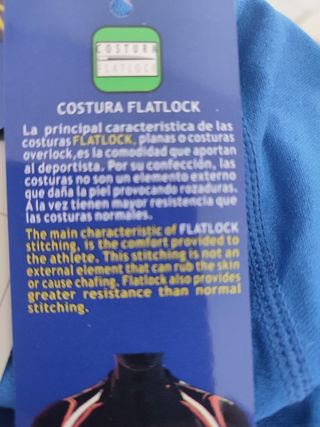 COSTURA
FLATLOCK
COSTURA FLATLOCK
La principal característica de las
costuras FLATLOCK, planas o costuras
overlock,es la comodidad que aportan
al deportista. Por su confección, las
costuras no son un elemento externo
que daña la piel provocando rozaduras.
A la vez tienen mayor resistencia que
las costuras normales.
The main characteristic of FLATLOCK
stitching, is the comfort provided to
the athlete. This stitching is not an
external element that can rub the skin
or cause chafing. Flatlock also provides
greater resistance than normal
stitching.